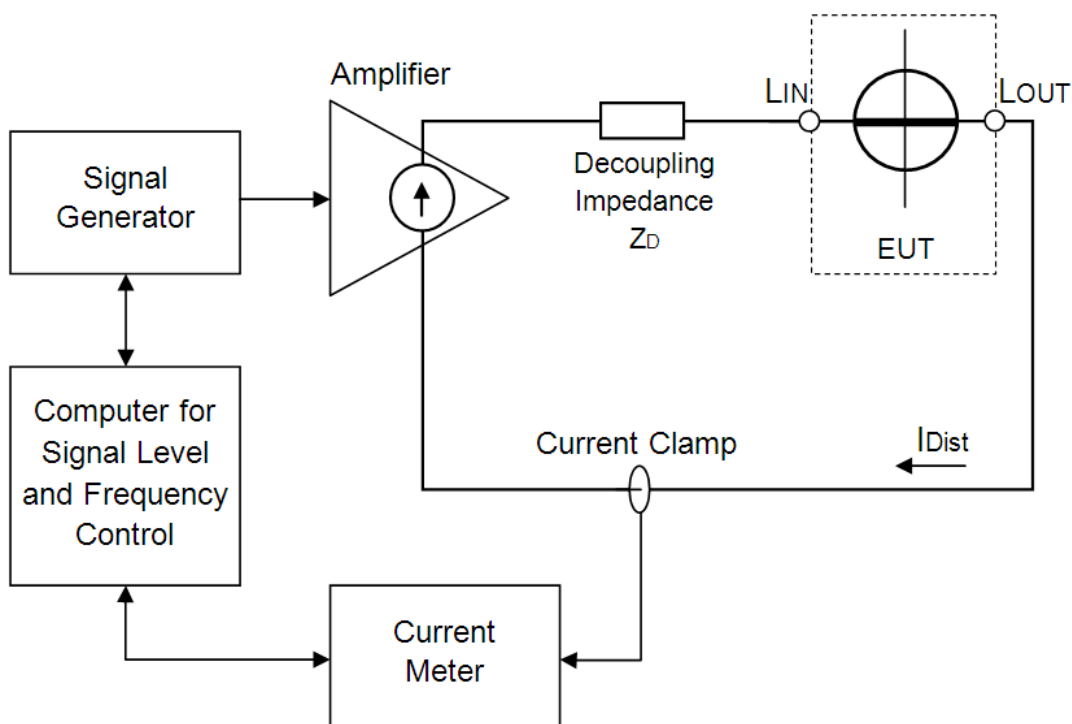 Amplifier
LIN
LOUT
Signal
Generator
Decoupling
Impedance
ZD
EUT
Computer for
Signal Level
and Frequency
Control
Current Clamp
IDist
Current
Meter